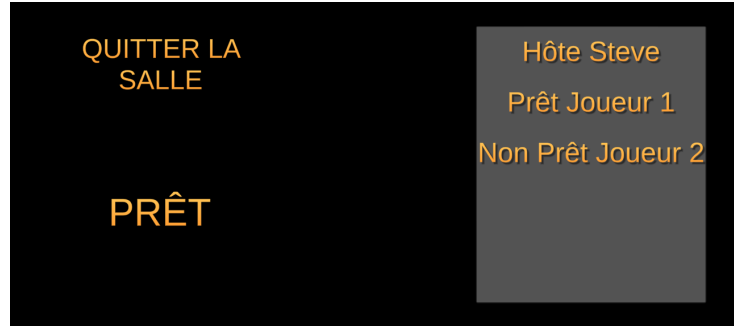 QUITTER LA
SALLE
PRÊT
Hôte Steve
Prêt Joueur 1
Non Prêt Joueur 2